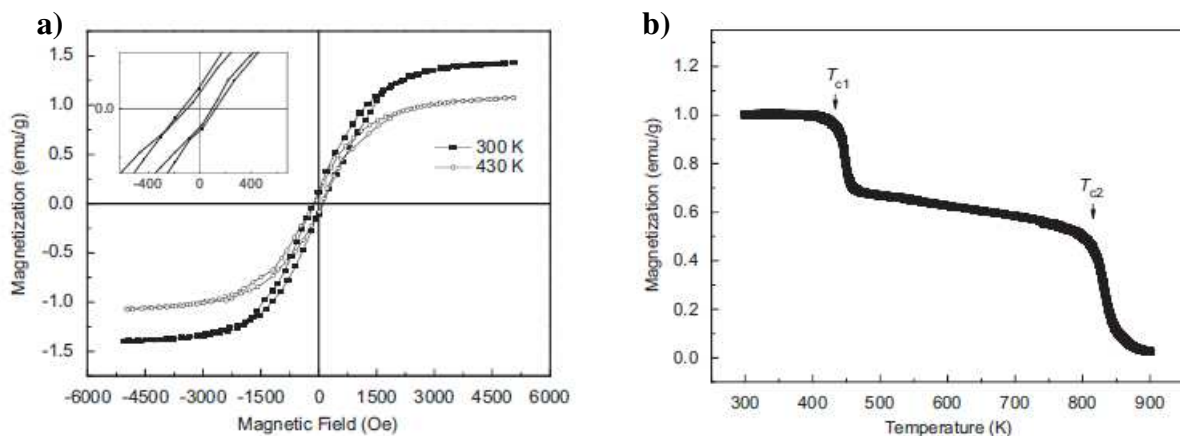 a)
1.5
1.0
0.5
0.0
-0.5
-1.0
-1.5
Magnetization (emu/g)
0.0
-400 0 400
300 K
430 K
-6000 -4500 -3000 -1500 0 1500 3000 4500 6000
Magnetic Field (Oe)
b)
1.2
1.0
0.8
0.6
0.4
0.2
0.0
Magnetization (emu/g)
Tc1
Tc2
300 400 500 600 700 800 900
Temperature (K)